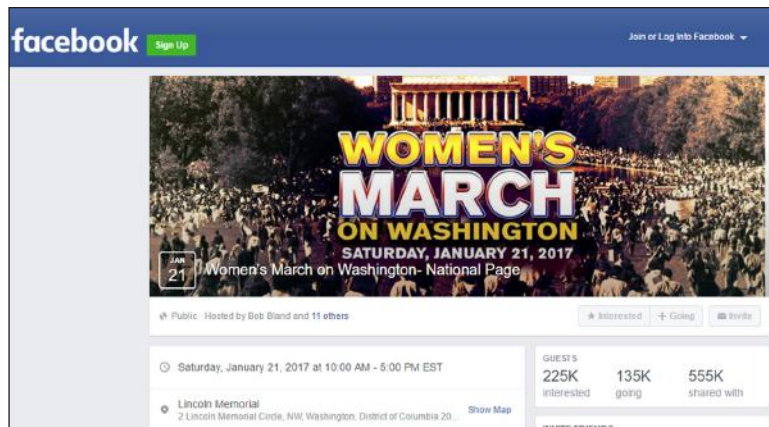 facebook Sign Up Join or Log Into Facebook
WOMEN'S
MARCH
ON WASHINGTON
SATURDAY, JANUARY 21, 2017
JAN
21
Women's March on Washington- National Page
Public · Hosted by Bob Bland and 11 others
Interested Going Invite
Saturday, January 21, 2017 at 10:00 AM - 5:00 PM EST
Lincoln Memorial
2 Lincoln Memorial Circle, NW, Washington, District of Columbia 20... Show Map
GUESTS
225K 135K 555K
interested going shared with
INVITE FRIENDS